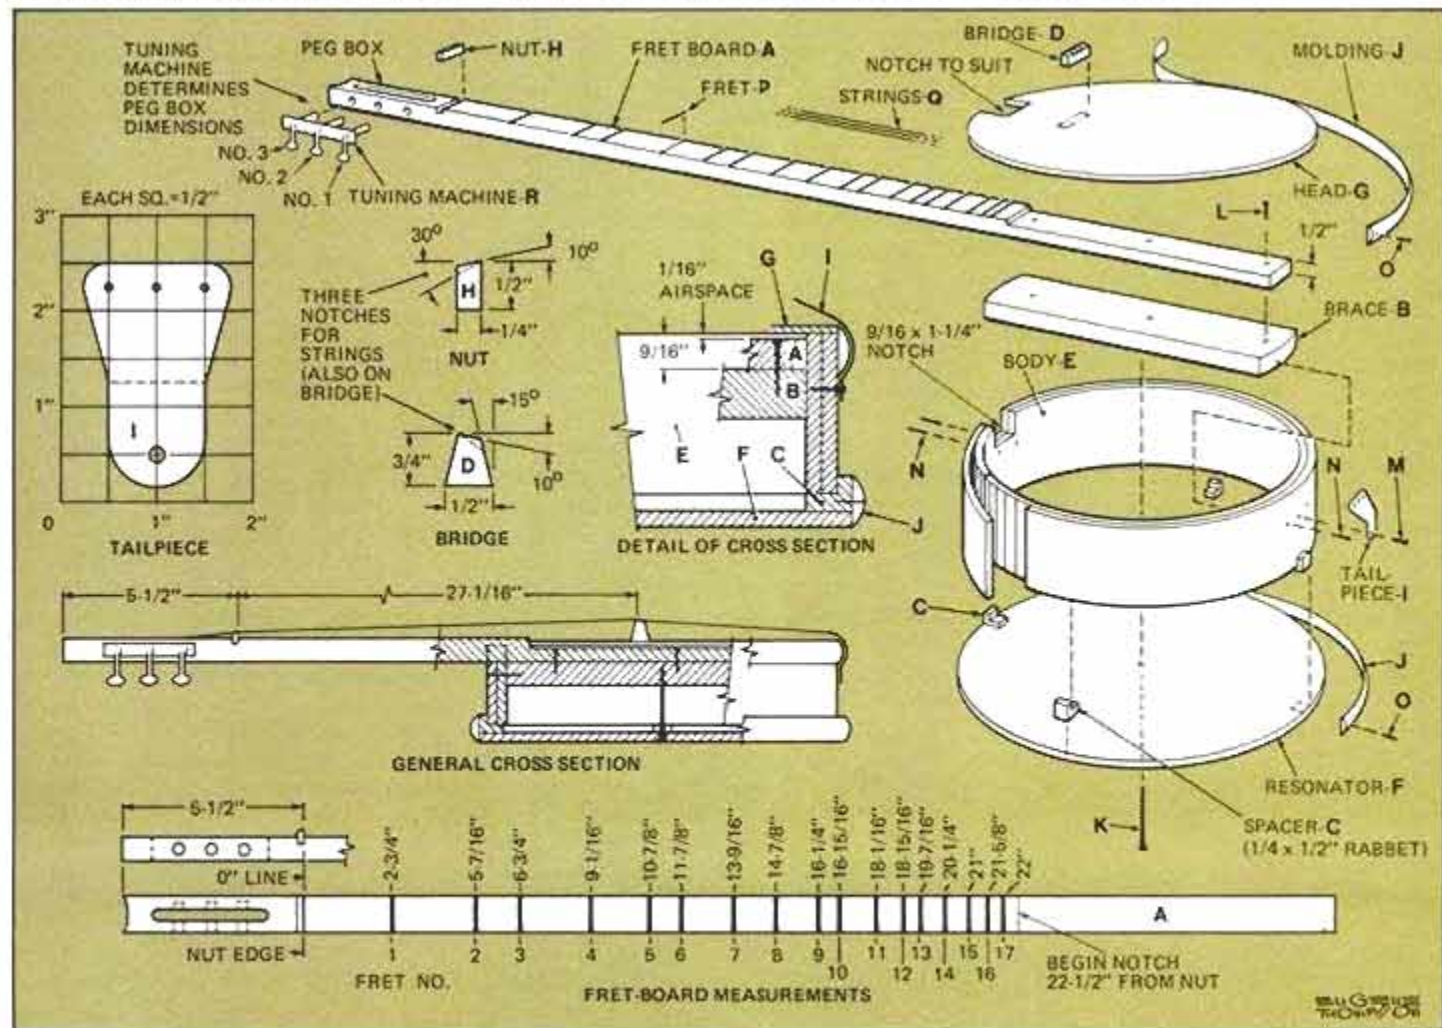 TUNING
MACHINE
DETERMINES
PEG BOX
DIMENSIONS
PEG BOX
NUT-H
FRET BOARD-A
FRET-P
STRINGS-Q
NOTCH TO SUIT
BRIDGE-D
MOLDING-J
HEAD-G
NO. 3
NO. 2
NO. 1
TUNING MACHINE-R
L
1/2"
O
BRACE-B
EACH SQ.=1/2"
3"
2"
1"
0
1"
2"
I
TAILPIECE
30°
10°
H
1/2"
1/4"
NUT
THREE
NOTCHES
FOR
STRINGS
(ALSO ON
BRIDGE)
15°
3/4"
D
10°
1/2"
BRIDGE
G
I
1/16"
AIRSPACE
9/16"
A
B
E
F
C
J
DETAIL OF CROSS SECTION
9/16 x 1-1/4"
NOTCH
BODY-E
N
N
M
TAIL-
PIECE-I
C
J
O
RESONATOR-F
SPACER-C
(1/4 x 1/2" RABBET)
K
5-1/2"
27-1/16"
GENERAL CROSS SECTION
5-1/2"
0" LINE
NUT EDGE
2-3/4"
5-7/16"
6-3/4"
9-1/16"
10-7/8"
11-7/8"
13-9/16"
14-7/8"
16-1/4"
16-15/16"
18-1/16"
18-15/16"
19-7/16"
20-1/4"
21"
21-5/8"
22"
A
1
2
3
4
5
6
7
8
9
10
11
12
13
14
15
16
17
FRET NO.
FRET-BOARD MEASUREMENTS
BEGIN NOTCH
22-1/2" FROM NUT